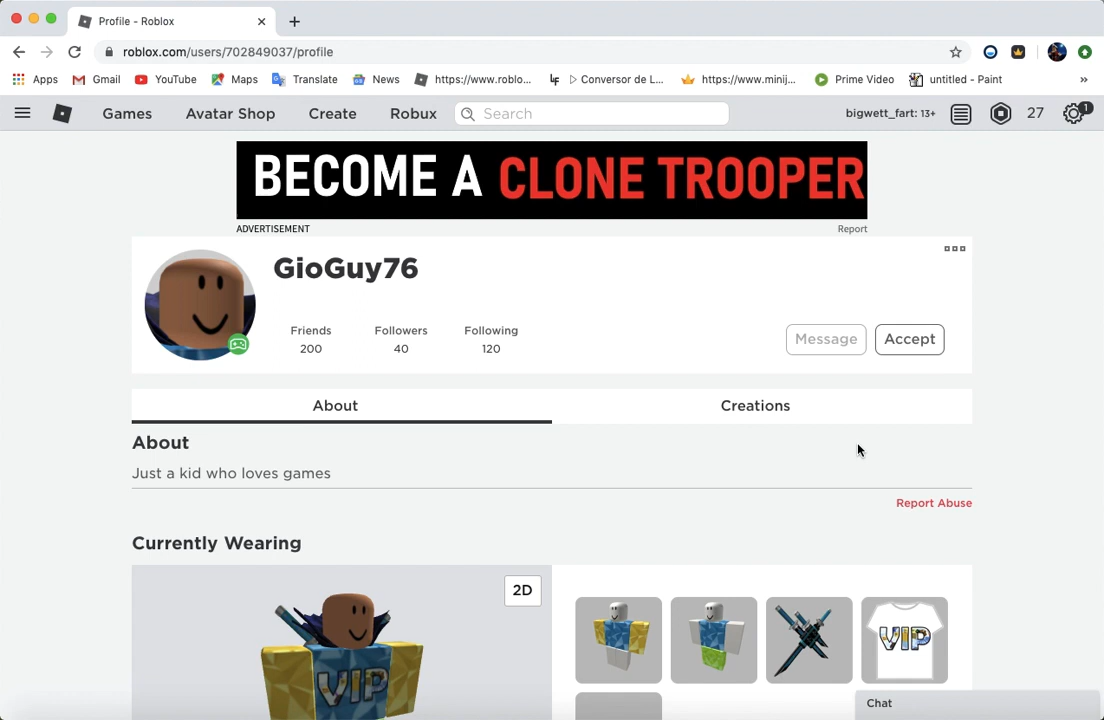 Profile - Roblox
roblox.com/users/702849037/profile
Apps Gmail YouTube Maps Translate News https://www.roblo... Conversor de L... https://www.minij... Prime Video untitled - Paint »
Games Avatar Shop Create Robux Search bigwett_fart: 13+ 27 1
BECOME A CLONE TROOPER
ADVERTISEMENT Report
GioGuy76
Friends Followers Following
200 40 120
Message Accept
About Creations
About
Just a kid who loves games
Report Abuse
Currently Wearing
2D
VIP
VIP
Chat